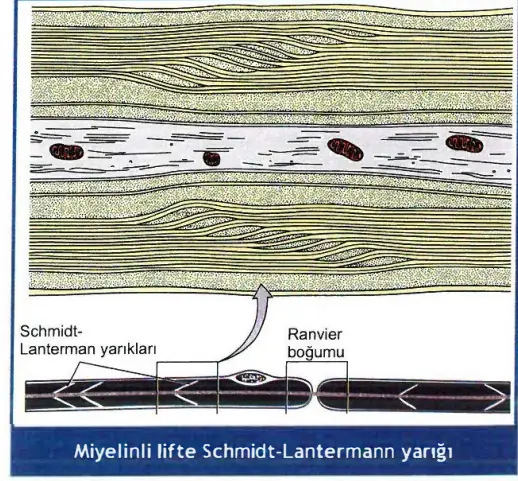 Schmidt-
Lanterman yarıkları
Ranvier
boğumu
Miyelinli lifte Schmidt-Lantermann yarığı